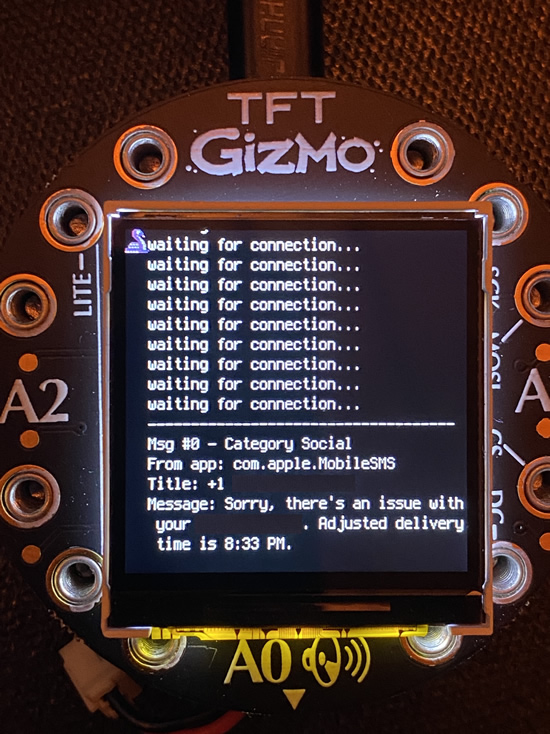 TFT
GizMo
LITE-
A2
SCK
MOSI
CS
DC
A
waiting for connection...
waiting for connection...
waiting for connection...
waiting for connection...
waiting for connection...
waiting for connection...
waiting for connection...
waiting for connection...
waiting for connection...
Msg #0 - Category Social
From app: com.apple.MobileSMS
Title: +1
Message: Sorry, there's an issue with
your . Adjusted delivery
time is 8:33 PM.
A0